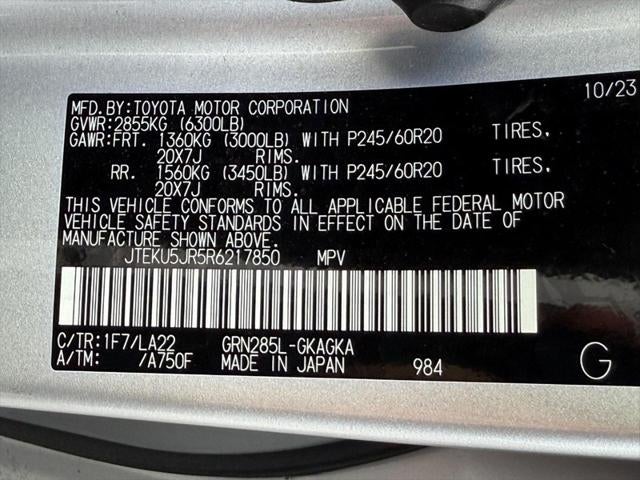 10/23
MFD. BY:TOYOTA MOTOR CORPORATION
GVWR:2855KG (6300LB)
GAWR:FRT. 1360KG (3000LB) WITH P245/60R20 TIRES,
20X7J RIMS.
RR. 1560KG (3450LB) WITH P245/60R20 TIRES,
20X7J RIMS.
THIS VEHICLE CONFORMS TO ALL APPLICABLE FEDERAL MOTOR
VEHICLE SAFETY STANDARDS IN EFFECT ON THE DATE OF
MANUFACTURE SHOWN ABOVE.
JTEKU5JR5R6217850 MPV
C/TR:1F7/LA22 GRN285L-GKAGKA
A/TM: /A750F MADE IN JAPAN 984 G